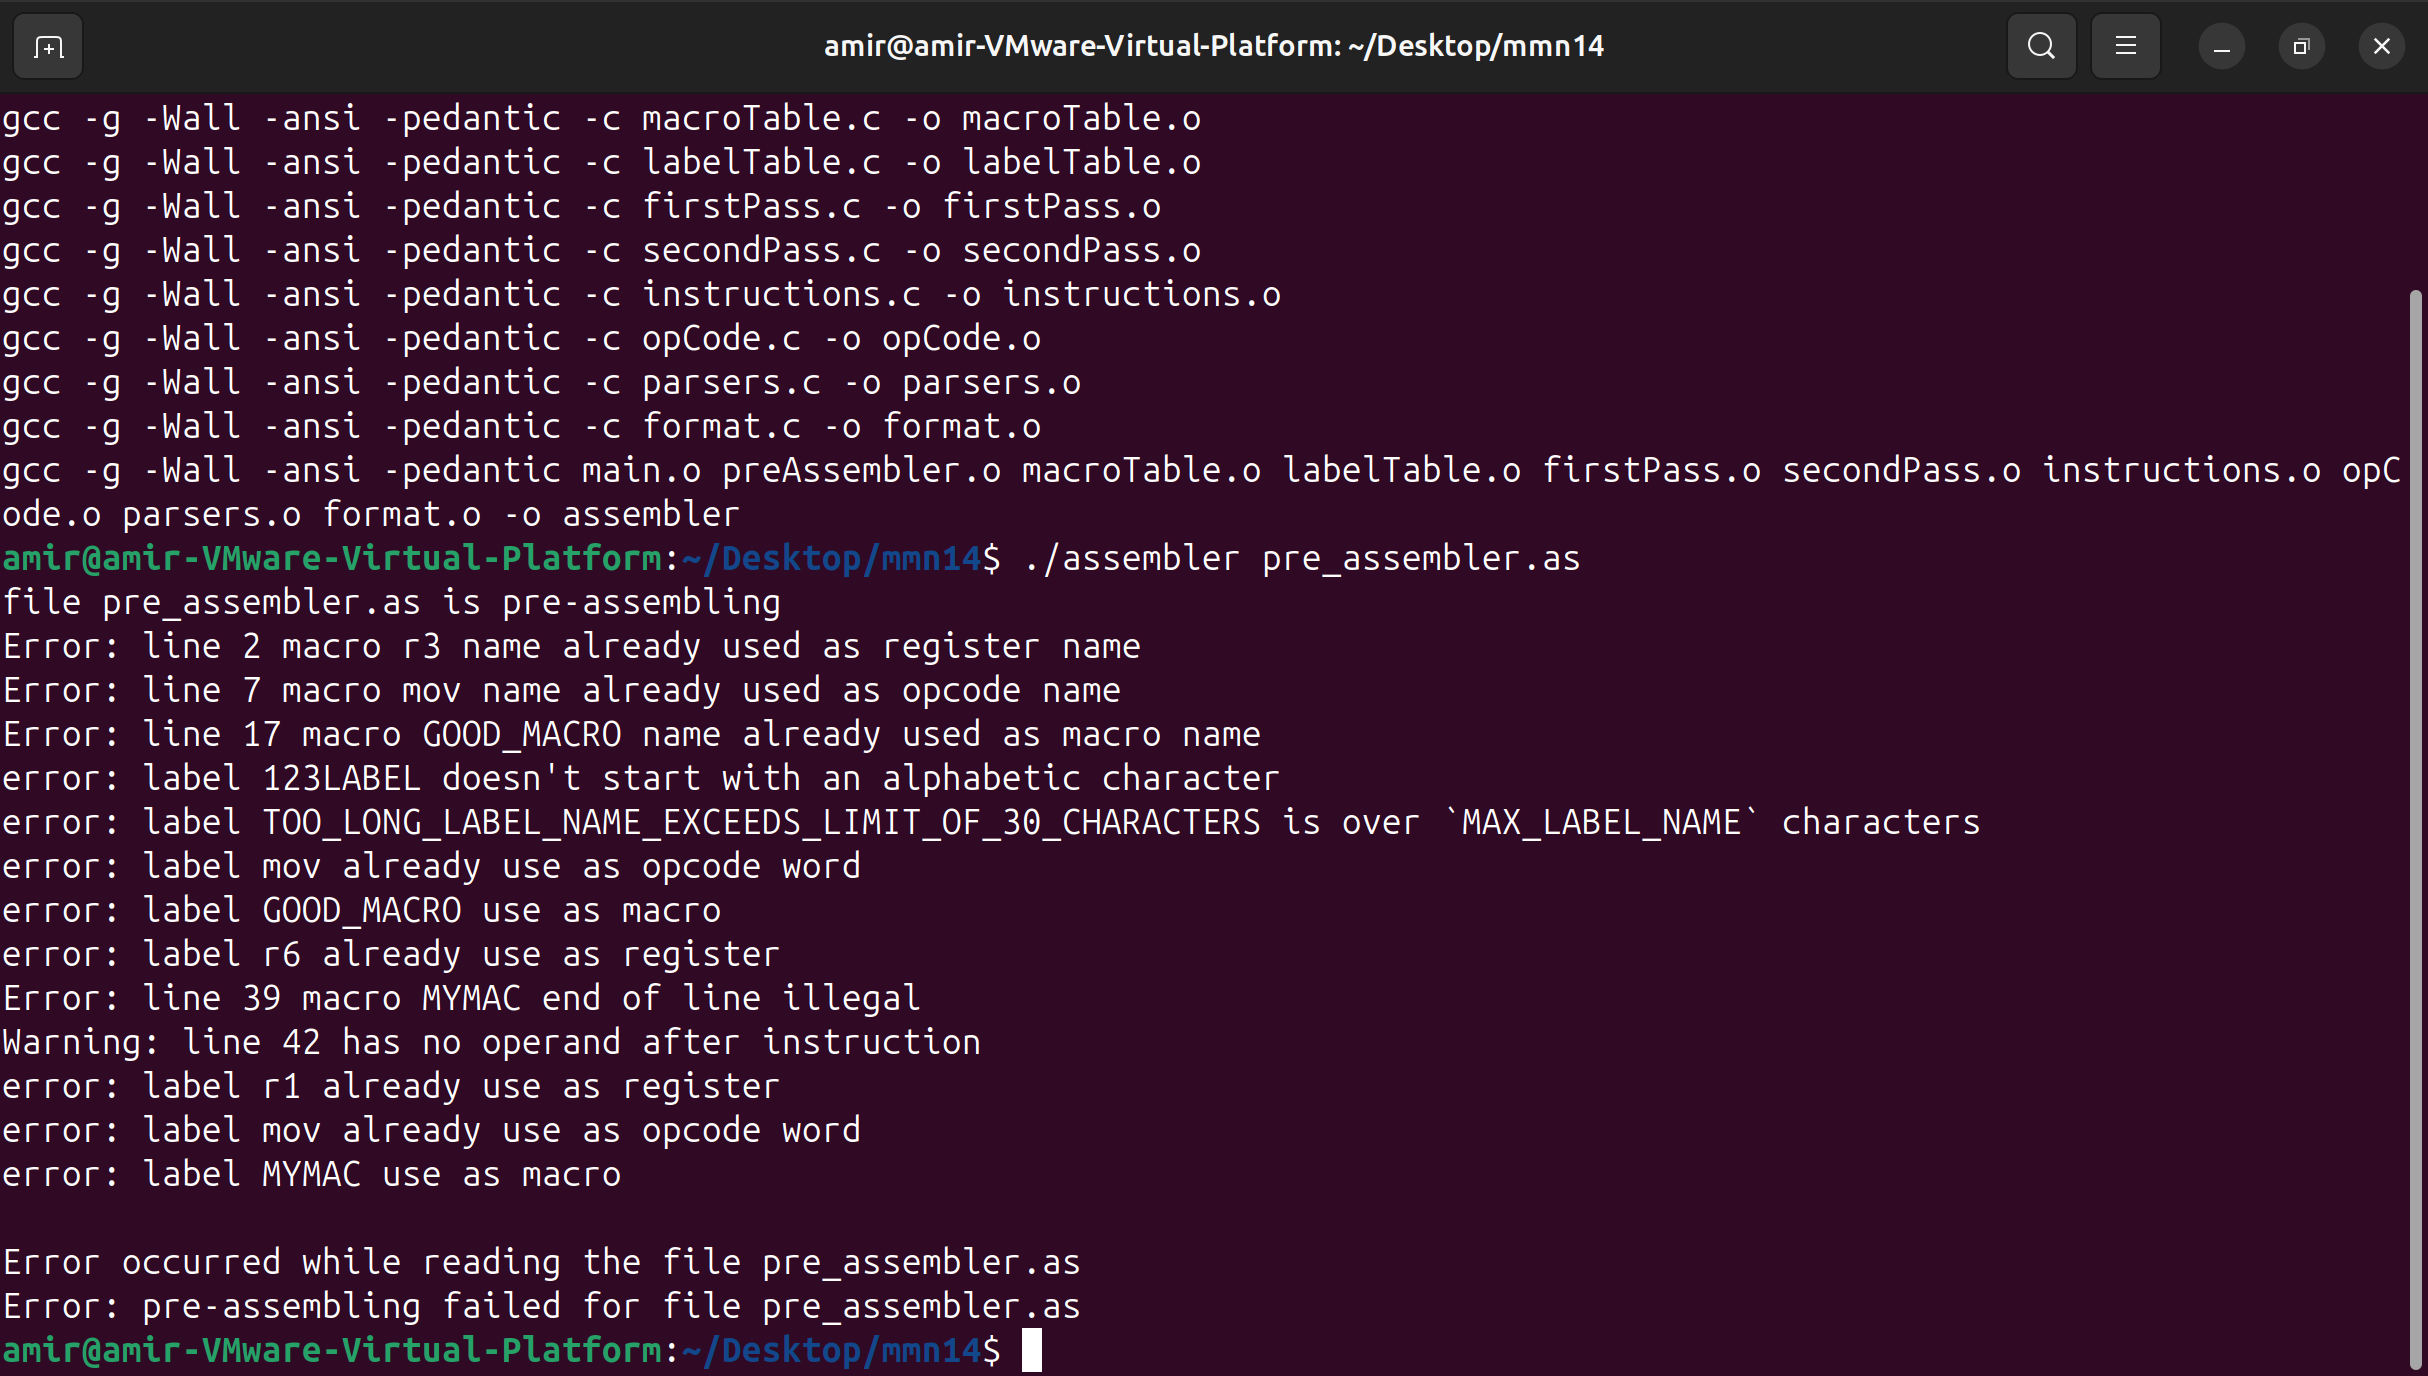 amir@amir-VMware-Virtual-Platform: ~/Desktop/mmn14
gcc -g -Wall -ansi -pedantic -c macroTable.c -o macroTable.o
gcc -g -Wall -ansi -pedantic -c labelTable.c -o labelTable.o
gcc -g -Wall -ansi -pedantic -c firstPass.c -o firstPass.o
gcc -g -Wall -ansi -pedantic -c secondPass.c -o secondPass.o
gcc -g -Wall -ansi -pedantic -c instructions.c -o instructions.o
gcc -g -Wall -ansi -pedantic -c opCode.c -o opCode.o
gcc -g -Wall -ansi -pedantic -c parsers.c -o parsers.o
gcc -g -Wall -ansi -pedantic -c format.c -o format.o
gcc -g -Wall -ansi -pedantic main.o preAssembler.o macroTable.o labelTable.o firstPass.o secondPass.o instructions.o opC
ode.o parsers.o format.o -o assembler
amir@amir-VMware-Virtual-Platform:~/Desktop/mmn14$ ./assembler pre_assembler.as
file pre_assembler.as is pre-assembling
Error: line 2 macro r3 name already used as register name
Error: line 7 macro mov name already used as opcode name
Error: line 17 macro GOOD_MACRO name already used as macro name
error: label 123LABEL doesn't start with an alphabetic character
error: label TOO_LONG_LABEL_NAME_EXCEEDS_LIMIT_OF_30_CHARACTERS is over `MAX_LABEL_NAME` characters
error: label mov already use as opcode word
error: label GOOD_MACRO use as macro
error: label r6 already use as register
Error: line 39 macro MYMAC end of line illegal
Warning: line 42 has no operand after instruction
error: label r1 already use as register
error: label mov already use as opcode word
error: label MYMAC use as macro
Error occurred while reading the file pre_assembler.as
Error: pre-assembling failed for file pre_assembler.as
amir@amir-VMware-Virtual-Platform:~/Desktop/mmn14$